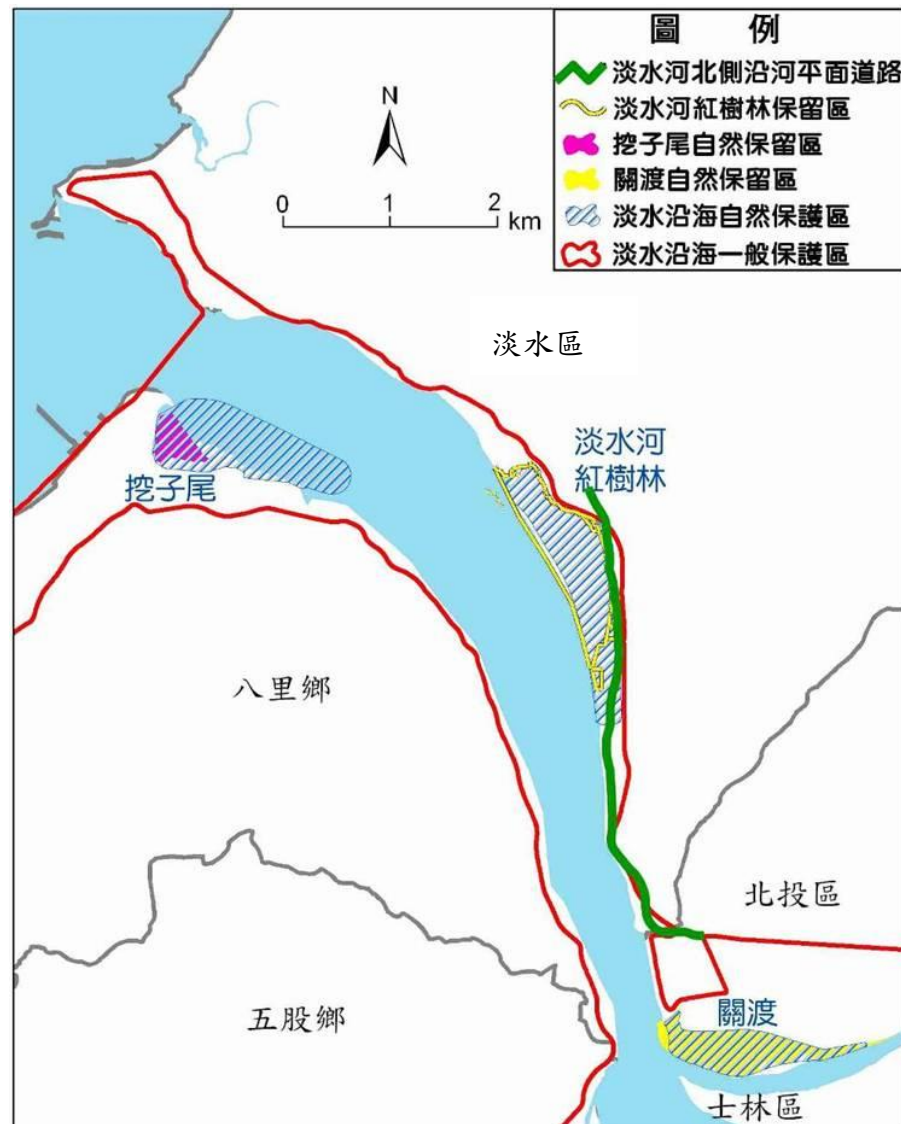 圖 例
淡水河北側沿河平面道路
淡水河紅樹林保留區
挖子尾自然保留區
關渡自然保留區
淡水沿海自然保護區
淡水沿海一般保護區
N
0 1 2 km
淡水區
淡水河
紅樹林
挖子尾
八里鄉
北投區
五股鄉
關渡
士林區